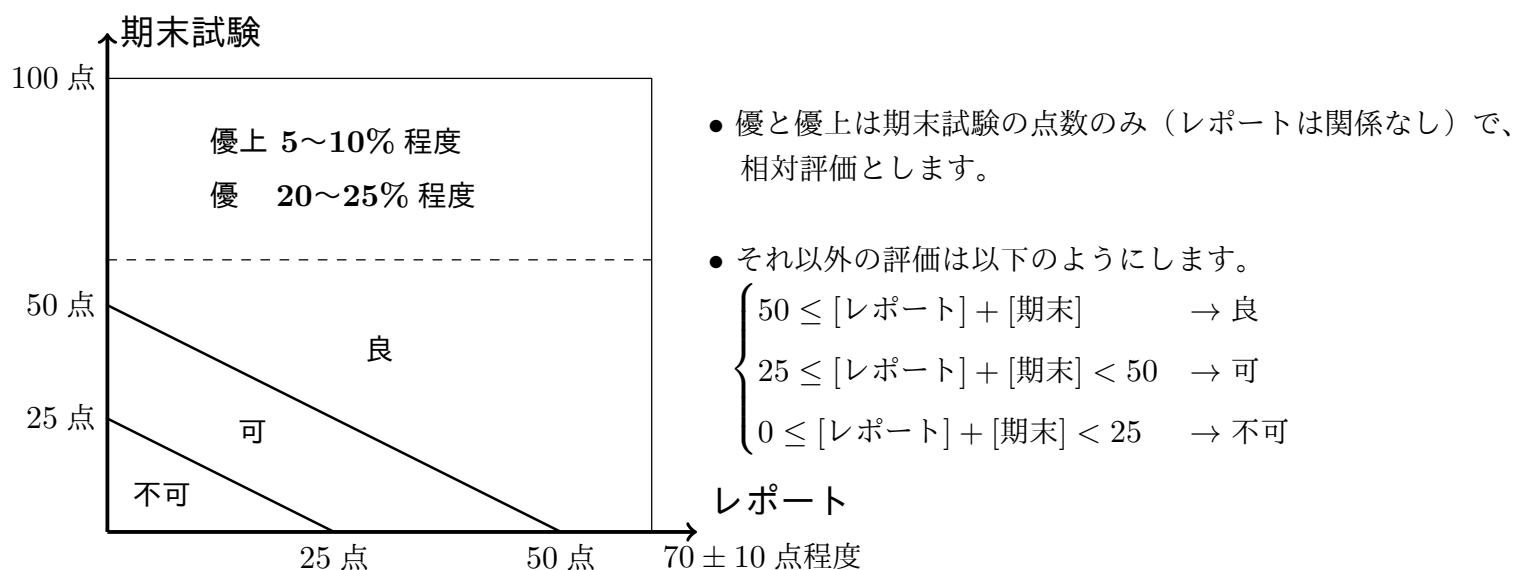 期末試験
100 点
優上 5～10% 程度
優 20～25% 程度
50 点
良
25 点
可
不可
25 点
50 点
70 ± 10 点程度
レポート
• 優と優上は期末試験の点数のみ（レポートは関係なし）で、
相対評価とします。
• それ以外の評価は以下のようにします。
50 ≤ [レポート] + [期末] → 良
25 ≤ [レポート] + [期末] < 50 → 可
0 ≤ [レポート] + [期末] < 25 → 不可